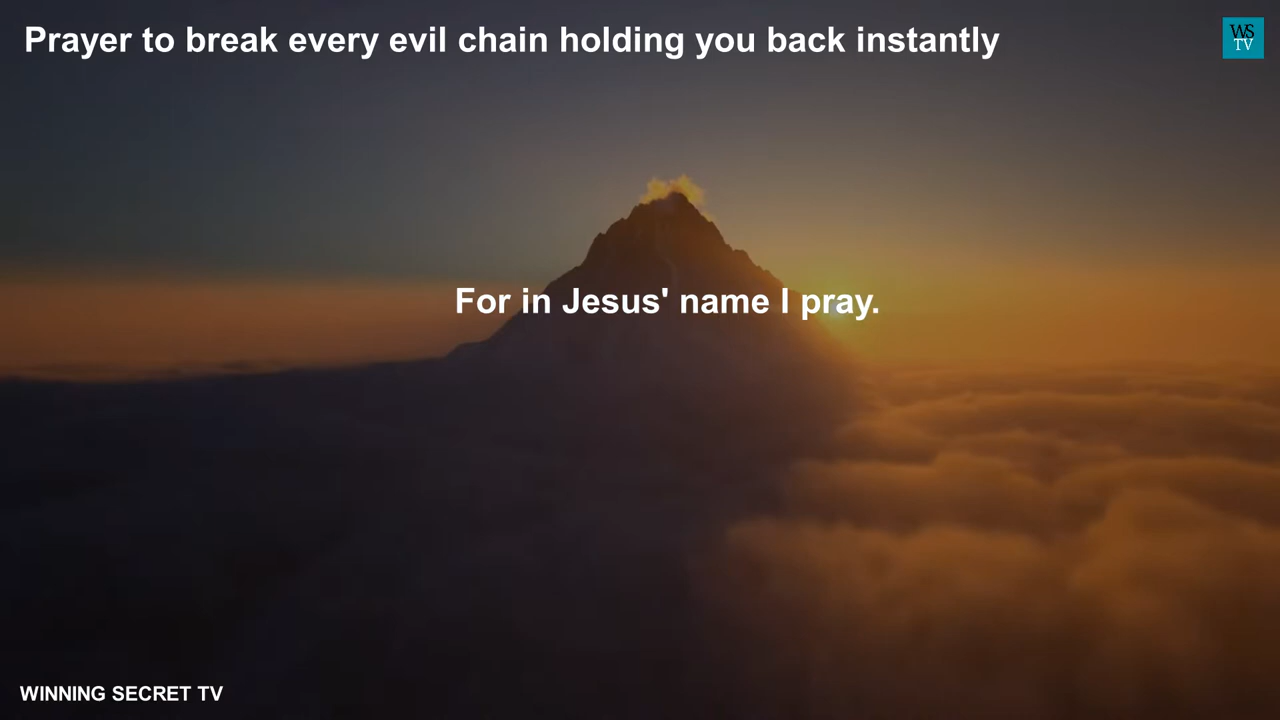 Prayer to break every evil chain holding you back instantly
WS
TV
For in Jesus' name I pray.
WINNING SECRET TV